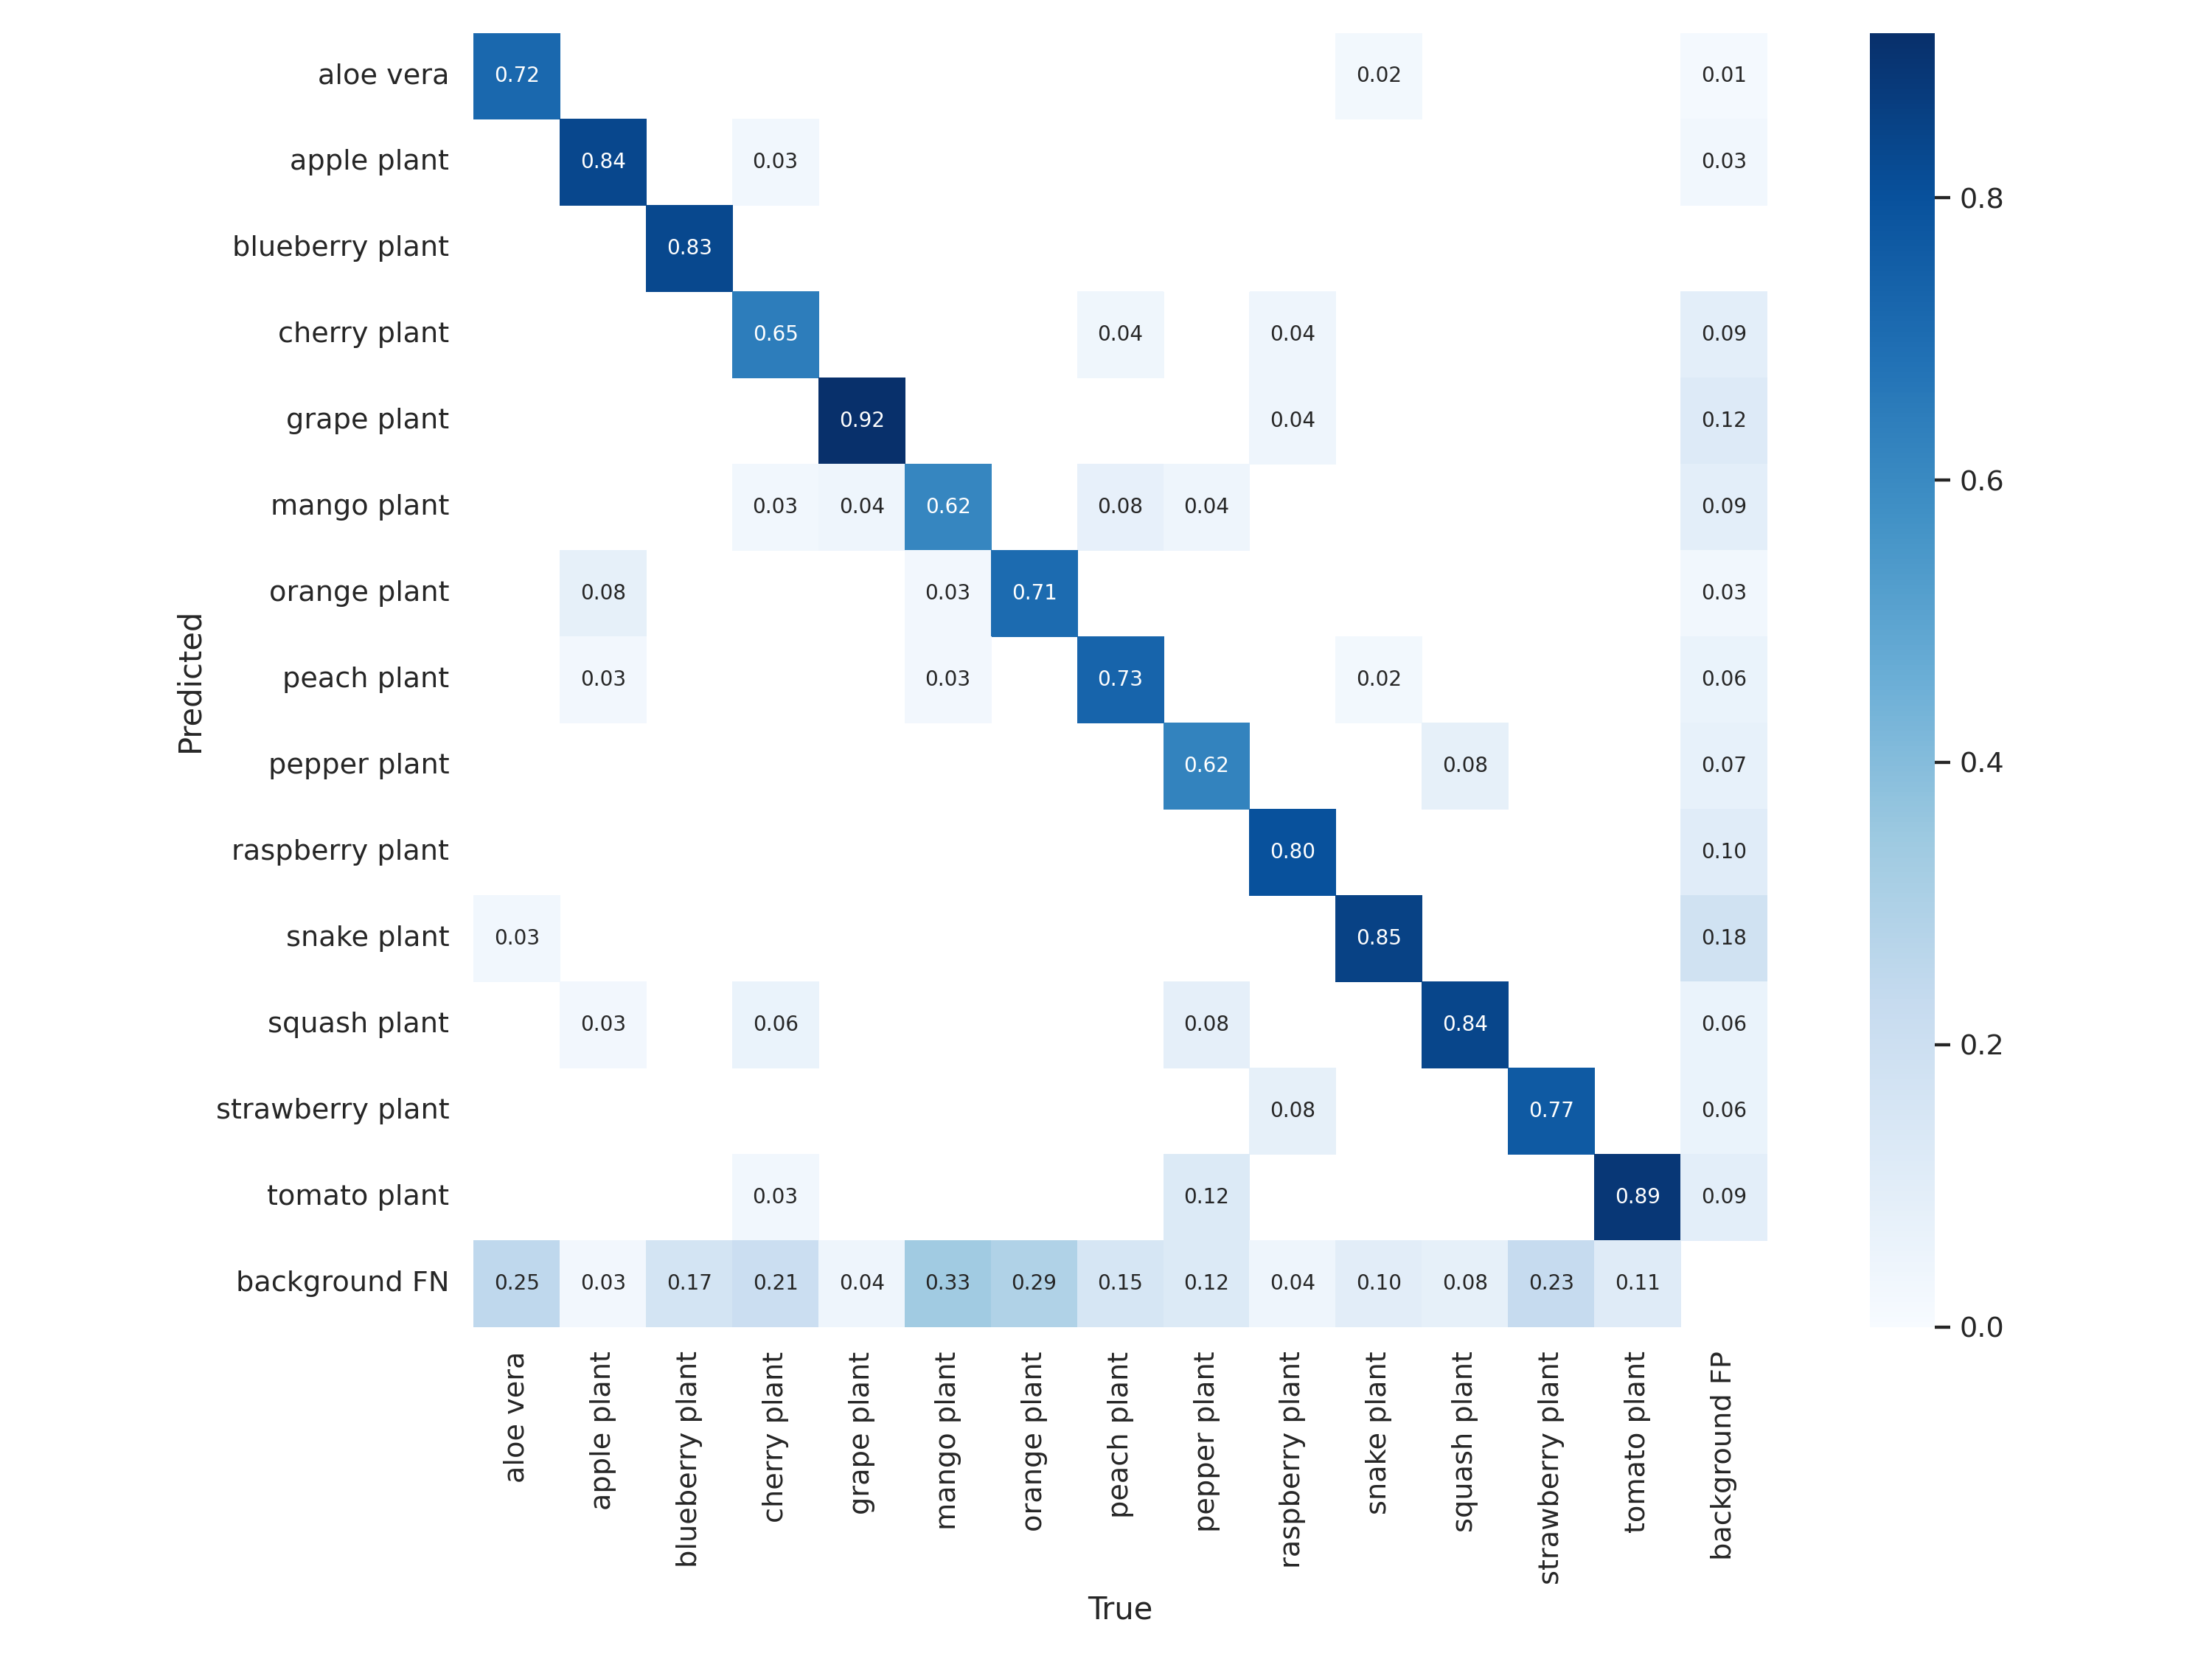 aloe vera 0.72 0.02 0.01
apple plant 0.84 0.03 0.03 0.8
blueberry plant 0.83
cherry plant 0.65 0.04 0.04 0.09
grape plant 0.92 0.04 0.12 0.6
mango plant 0.03 0.04 0.62 0.08 0.04 0.09
orange plant 0.08 0.03 0.71 0.03
peach plant 0.03 0.03 0.73 0.02 0.06
Predicted
pepper plant 0.62 0.08 0.07 0.4
raspberry plant 0.80 0.10
snake plant 0.03 0.85 0.18
squash plant 0.03 0.06 0.08 0.84 0.06 0.2
strawberry plant 0.08 0.77 0.06
tomato plant 0.03 0.12 0.89 0.09
background FN 0.25 0.03 0.17 0.21 0.04 0.33 0.29 0.15 0.12 0.04 0.10 0.08 0.23 0.11
0.0
aloe vera
apple plant
blueberry plant
cherry plant
grape plant
mango plant
orange plant
peach plant
pepper plant
raspberry plant
snake plant
squash plant
strawberry plant
tomato plant
background FP
True